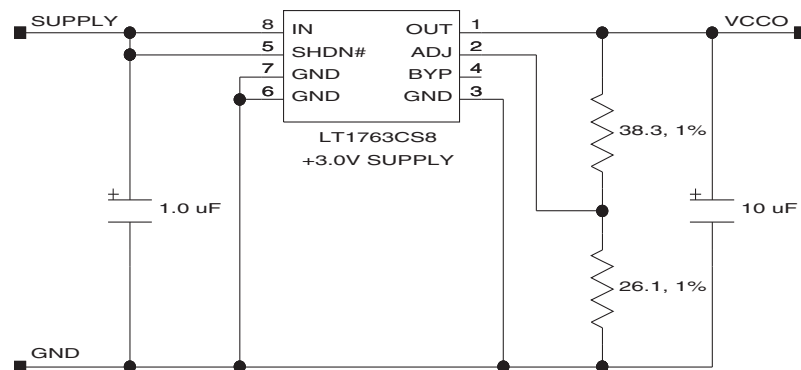 SUPPLY
VCCO
8 IN OUT 1
5 SHDN# ADJ 2
7 GND BYP 4
6 GND GND 3
LT1763CS8
+3.0V SUPPLY
38.3, 1%
+ 1.0 uF
+ 10 uF
26.1, 1%
GND